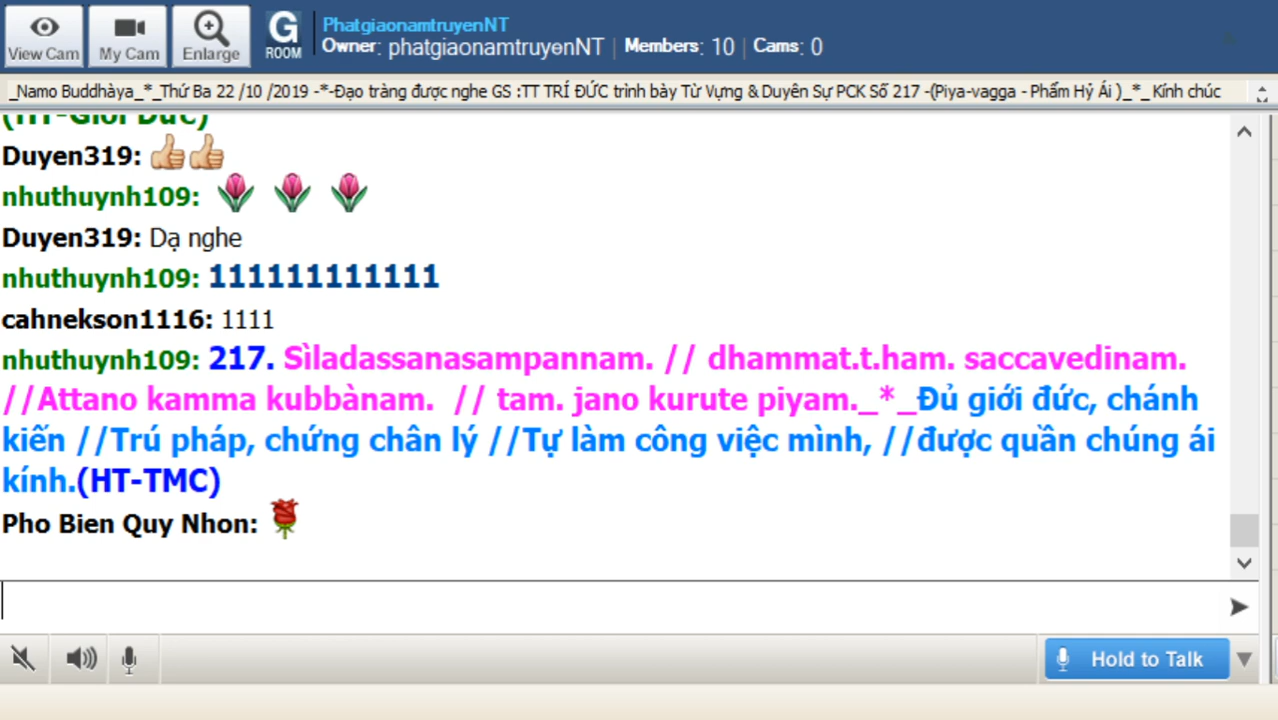 View Cam
My Cam
Enlarge
G ROOM
PhatgiaonamtruyenNT
Owner: phatgiaonamtruyenNT | Members: 10 | Cams: 0
_Namo Buddhàya_*_Thứ Ba 22 /10 /2019 -*-Đạo tràng được nghe GS :TT TRÍ ĐỨC trình bày Từ Vựng & Duyên Sự PCK Số 217 -(Piya-vagga - Phẩm Hỷ Ái )_*_ Kính chúc
(HT-Giới Đức)
Duyen319:
nhuthuynh109:
Duyen319: Dạ nghe
nhuthuynh109: 111111111111
cahnekson1116: 1111
nhuthuynh109: 217. Sìladassanasampannam. // dhammat.t.ham. saccavedinam.
//Attano kamma kubbànam. // tam. jano kurute piyam._*_Đủ giới đức, chánh
kiến //Trú pháp, chứng chân lý //Tự làm công việc mình, //được quần chúng ái
kính.(HT-TMC)
Pho Bien Quy Nhon:
Hold to Talk